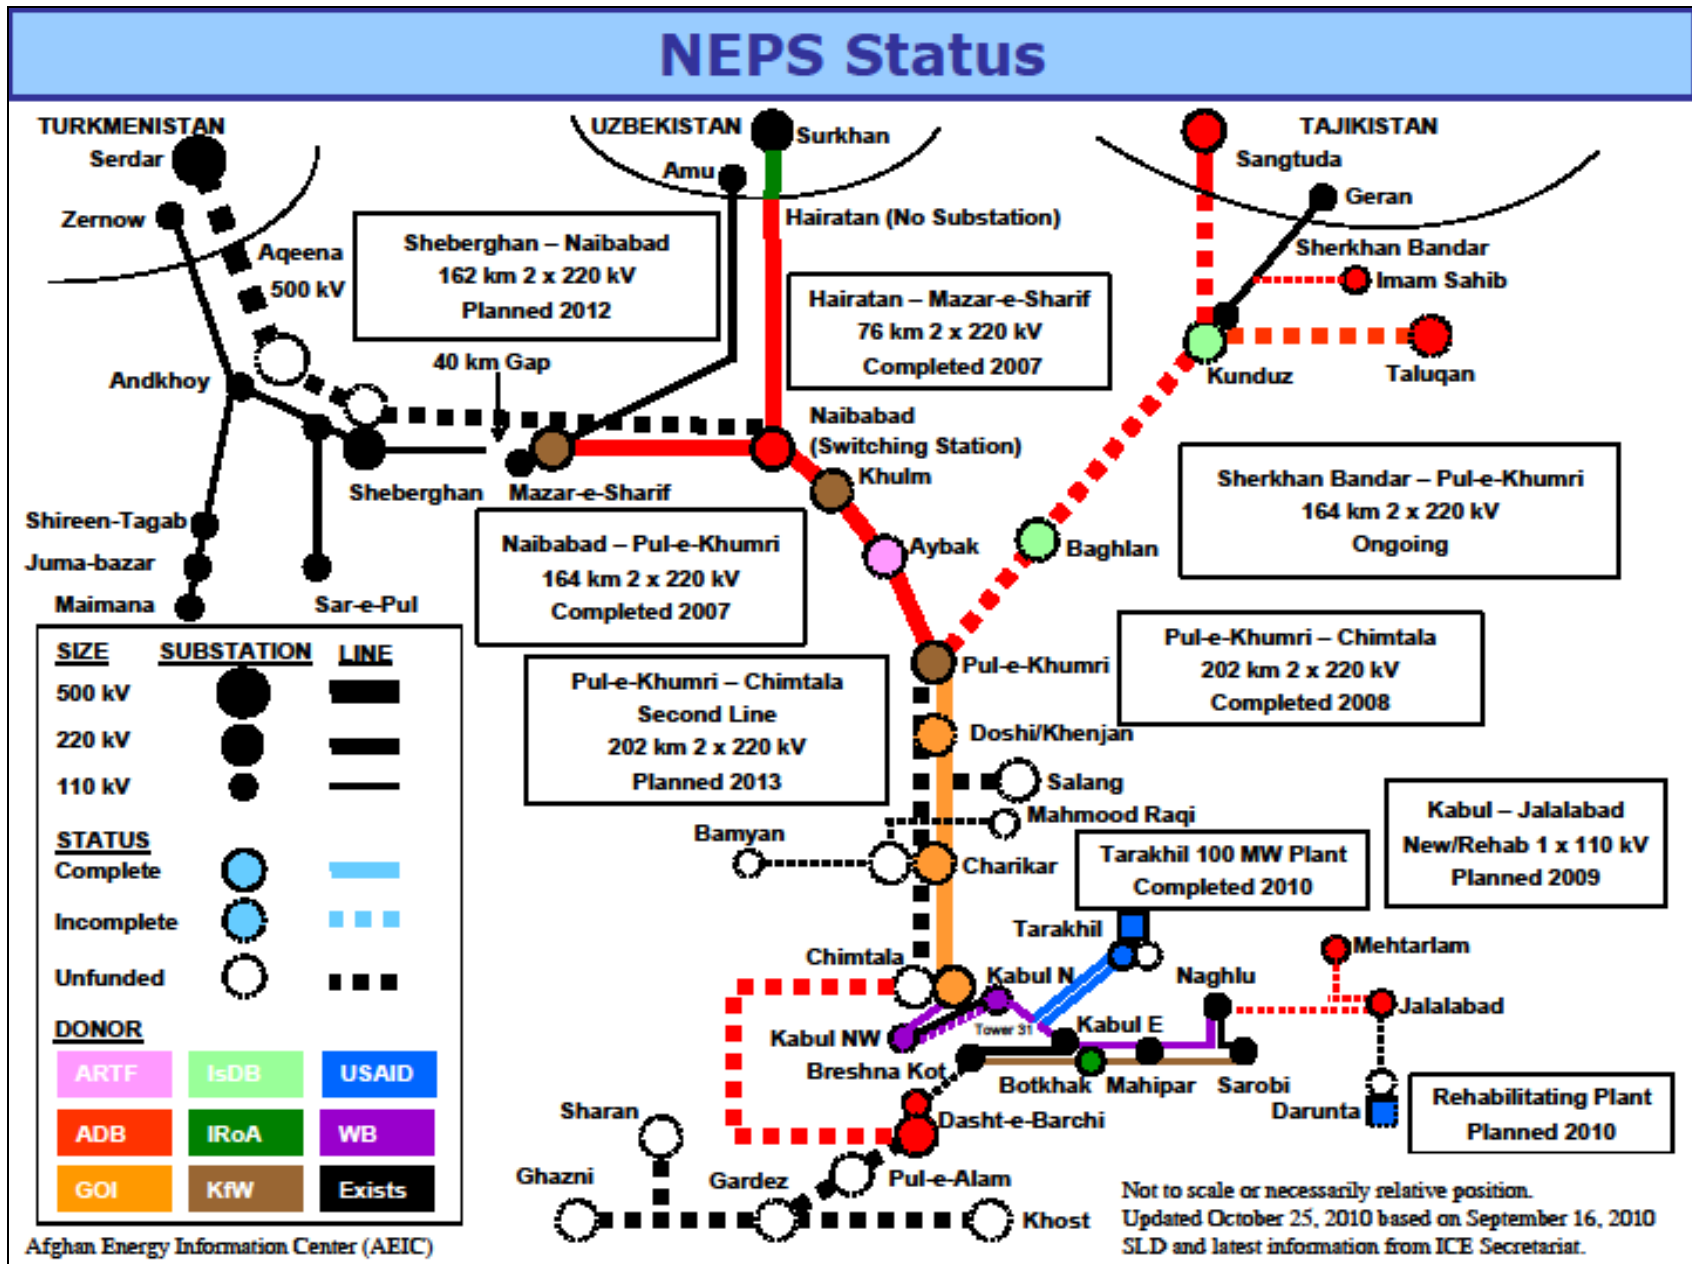 NEPS Status
TURKMENISTAN
Serdar
Zernow
Aqeena
500 kV
UZBEKISTAN
Surkhan
Amu
Hairatan (No Substation)
TAJIKISTAN
Sangtuda
Geran
Sherkhan Bandar
Imam Sahib
Kunduz
Taluqan
Sheberghan – Naibabad
162 km 2 x 220 kV
Planned 2012
Hairatan – Mazar-e-Sharif
76 km 2 x 220 kV
Completed 2007
40 km Gap
Andkhoy
Naibabad
(Switching Station)
Khulm
Sheberghan
Mazar-e-Sharif
Shireen-Tagab
Juma-bazar
Maimana
Sar-e-Pul
Naibabad – Pul-e-Khumri
164 km 2 x 220 kV
Completed 2007
Aybak
Baghlan
Sherkhan Bandar – Pul-e-Khumri
164 km 2 x 220 kV
Ongoing
Pul-e-Khumri
Pul-e-Khumri – Chimtala
202 km 2 x 220 kV
Completed 2008
Pul-e-Khumri – Chimtala
Second Line
202 km 2 x 220 kV
Planned 2013
Doshi/Khenjan
Salang
Mahmood Raqi
Bamyan
Charikar
Tarakhil 100 MW Plant
Completed 2010
Kabul – Jalalabad
New/Rehab 1 x 110 kV
Planned 2009
Tarakhil
Mehtarlam
Chimtala
Kabul N
Naghlu
Jalalabad
Tower 31
Kabul NW
Kabul E
Breshna Kot
Botkhak
Mahipar
Sarobi
Darunta
Rehabilitating Plant
Planned 2010
Sharan
Dasht-e-Barchi
Ghazni
Gardez
Pul-e-Alam
Khost
SIZE SUBSTATION LINE
500 kV
220 kV
110 kV
STATUS
Complete
Incomplete
Unfunded
DONOR
ARTF IsDB USAID
ADB IRoA WB
GOI KfW Exists
Afghan Energy Information Center (AEIC)
Not to scale or necessarily relative position.
Updated October 25, 2010 based on September 16, 2010
SLD and latest information from ICE Secretariat.